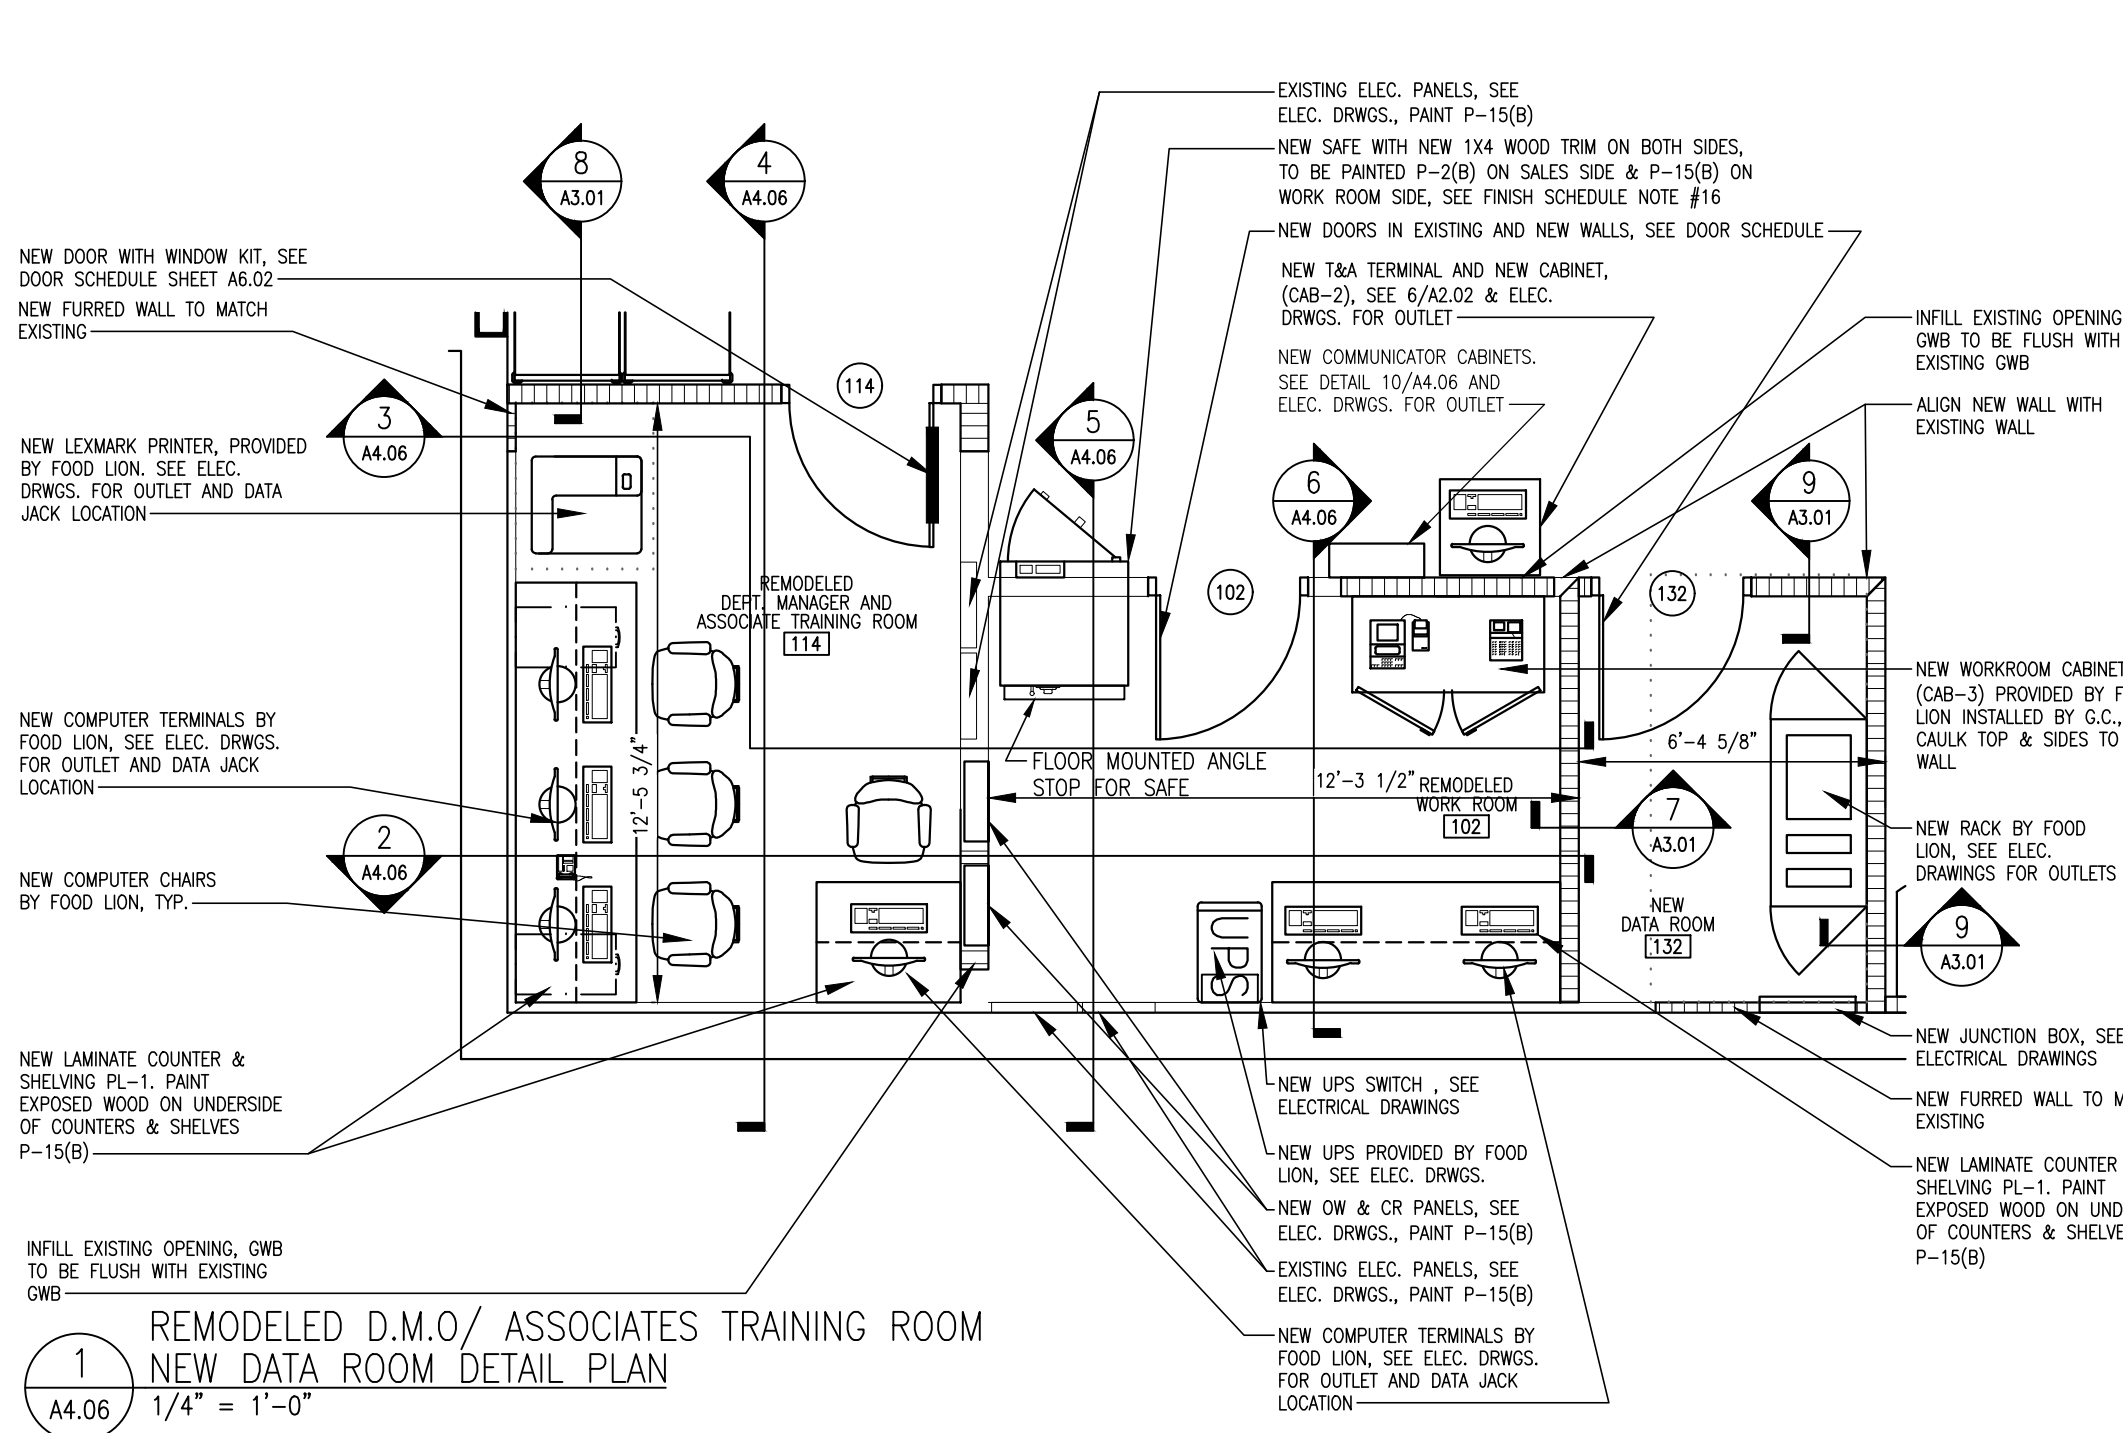 EXISTING ELEC. PANELS, SEE
ELEC. DRWGS., PAINT P-15(B)
NEW SAFE WITH NEW 1X4 WOOD TRIM ON BOTH SIDES,
TO BE PAINTED P-2(B) ON SALES SIDE & P-15(B) ON
WORK ROOM SIDE, SEE FINISH SCHEDULE NOTE #16
NEW DOORS IN EXISTING AND NEW WALLS, SEE DOOR SCHEDULE
NEW T&A TERMINAL AND NEW CABINET,
(CAB-2), SEE 6/A2.02 & ELEC.
DRWGS. FOR OUTLET
NEW COMMUNICATOR CABINETS.
SEE DETAIL 10/A4.06 AND
ELEC. DRWGS. FOR OUTLET
8
A3.01
4
A4.06
NEW DOOR WITH WINDOW KIT, SEE
DOOR SCHEDULE SHEET A6.02
NEW FURRED WALL TO MATCH
EXISTING
3
A4.06
NEW LEXMARK PRINTER, PROVIDED
BY FOOD LION. SEE ELEC.
DRWGS. FOR OUTLET AND DATA
JACK LOCATION
NEW COMPUTER TERMINALS BY
FOOD LION, SEE ELEC. DRWGS.
FOR OUTLET AND DATA JACK
LOCATION
2
A4.06
NEW COMPUTER CHAIRS
BY FOOD LION, TYP.
NEW LAMINATE COUNTER &
SHELVING PL-1. PAINT
EXPOSED WOOD ON UNDERSIDE
OF COUNTERS & SHELVES
P-15(B)
INFILL EXISTING OPENING, GWB
TO BE FLUSH WITH EXISTING
GWB
114
5
A4.06
6
A4.06
9
A3.01
102
132
REMODELED
DEPT. MANAGER AND
ASSOCIATE TRAINING ROOM
114
12'-5 3/4"
FLOOR MOUNTED ANGLE
STOP FOR SAFE
12'-3 1/2"
REMODELED
WORK ROOM
102
6'-4 5/8"
7
A3.01
NEW
DATA ROOM
132
UPS
9
A3.01
INFILL EXISTING OPENING
GWB TO BE FLUSH WITH
EXISTING GWB
ALIGN NEW WALL WITH
EXISTING WALL
NEW WORKROOM CABINET
(CAB-3) PROVIDED BY F
LION INSTALLED BY G.C.,
CAULK TOP & SIDES TO
WALL
NEW RACK BY FOOD
LION, SEE ELEC.
DRAWINGS FOR OUTLETS
NEW JUNCTION BOX, SEE
ELECTRICAL DRAWINGS
NEW FURRED WALL TO M
EXISTING
NEW LAMINATE COUNTER
SHELVING PL-1. PAINT
EXPOSED WOOD ON UND
OF COUNTERS & SHELVE
P-15(B)
NEW UPS SWITCH , SEE
ELECTRICAL DRAWINGS
NEW UPS PROVIDED BY FOOD
LION, SEE ELEC. DRWGS.
NEW OW & CR PANELS, SEE
ELEC. DRWGS., PAINT P-15(B)
EXISTING ELEC. PANELS, SEE
ELEC. DRWGS., PAINT P-15(B)
NEW COMPUTER TERMINALS BY
FOOD LION, SEE ELEC. DRWGS.
FOR OUTLET AND DATA JACK
LOCATION
1
A4.06
REMODELED D.M.O/ ASSOCIATES TRAINING ROOM
NEW DATA ROOM DETAIL PLAN
1/4" = 1'-0"